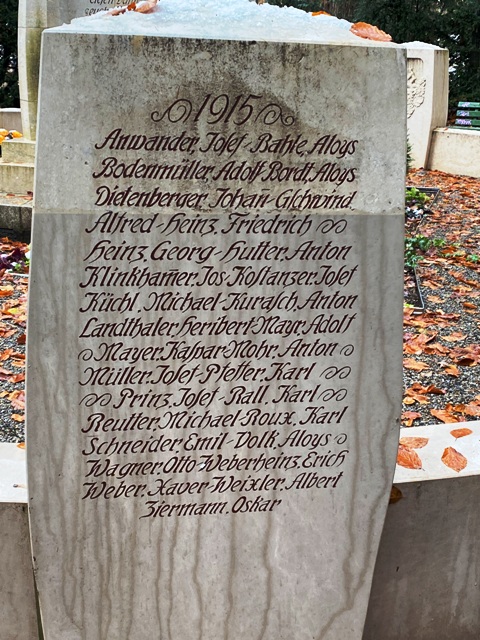 1915
Anwander, Josef-Bahle, Aloys
Bodenmüller, Adolf-Bordt, Aloys
Dietenberger, Johan-Gschwind,
Alfred-Heinz, Friedrich
Heinz, Georg-Hutter, Anton
Klinkham̄er, Jos-Kostanzer, Josef
Küchl, Michael-Kurasch, Anton
Landthaler, Heribert-Mayr, Adolf
Mayer, Kaspar Mohr, Anton
Müller, Josef-Pfeffer, Karl
Prinz, Josef-Rall, Karl
Reutter, Michael-Roux, Karl
Schneider, Emil-Volk, Aloys
Wagner, Otto-Weberheinz, Erich
Weber, Xaver-Weixler, Albert
Ziermann, Oskar